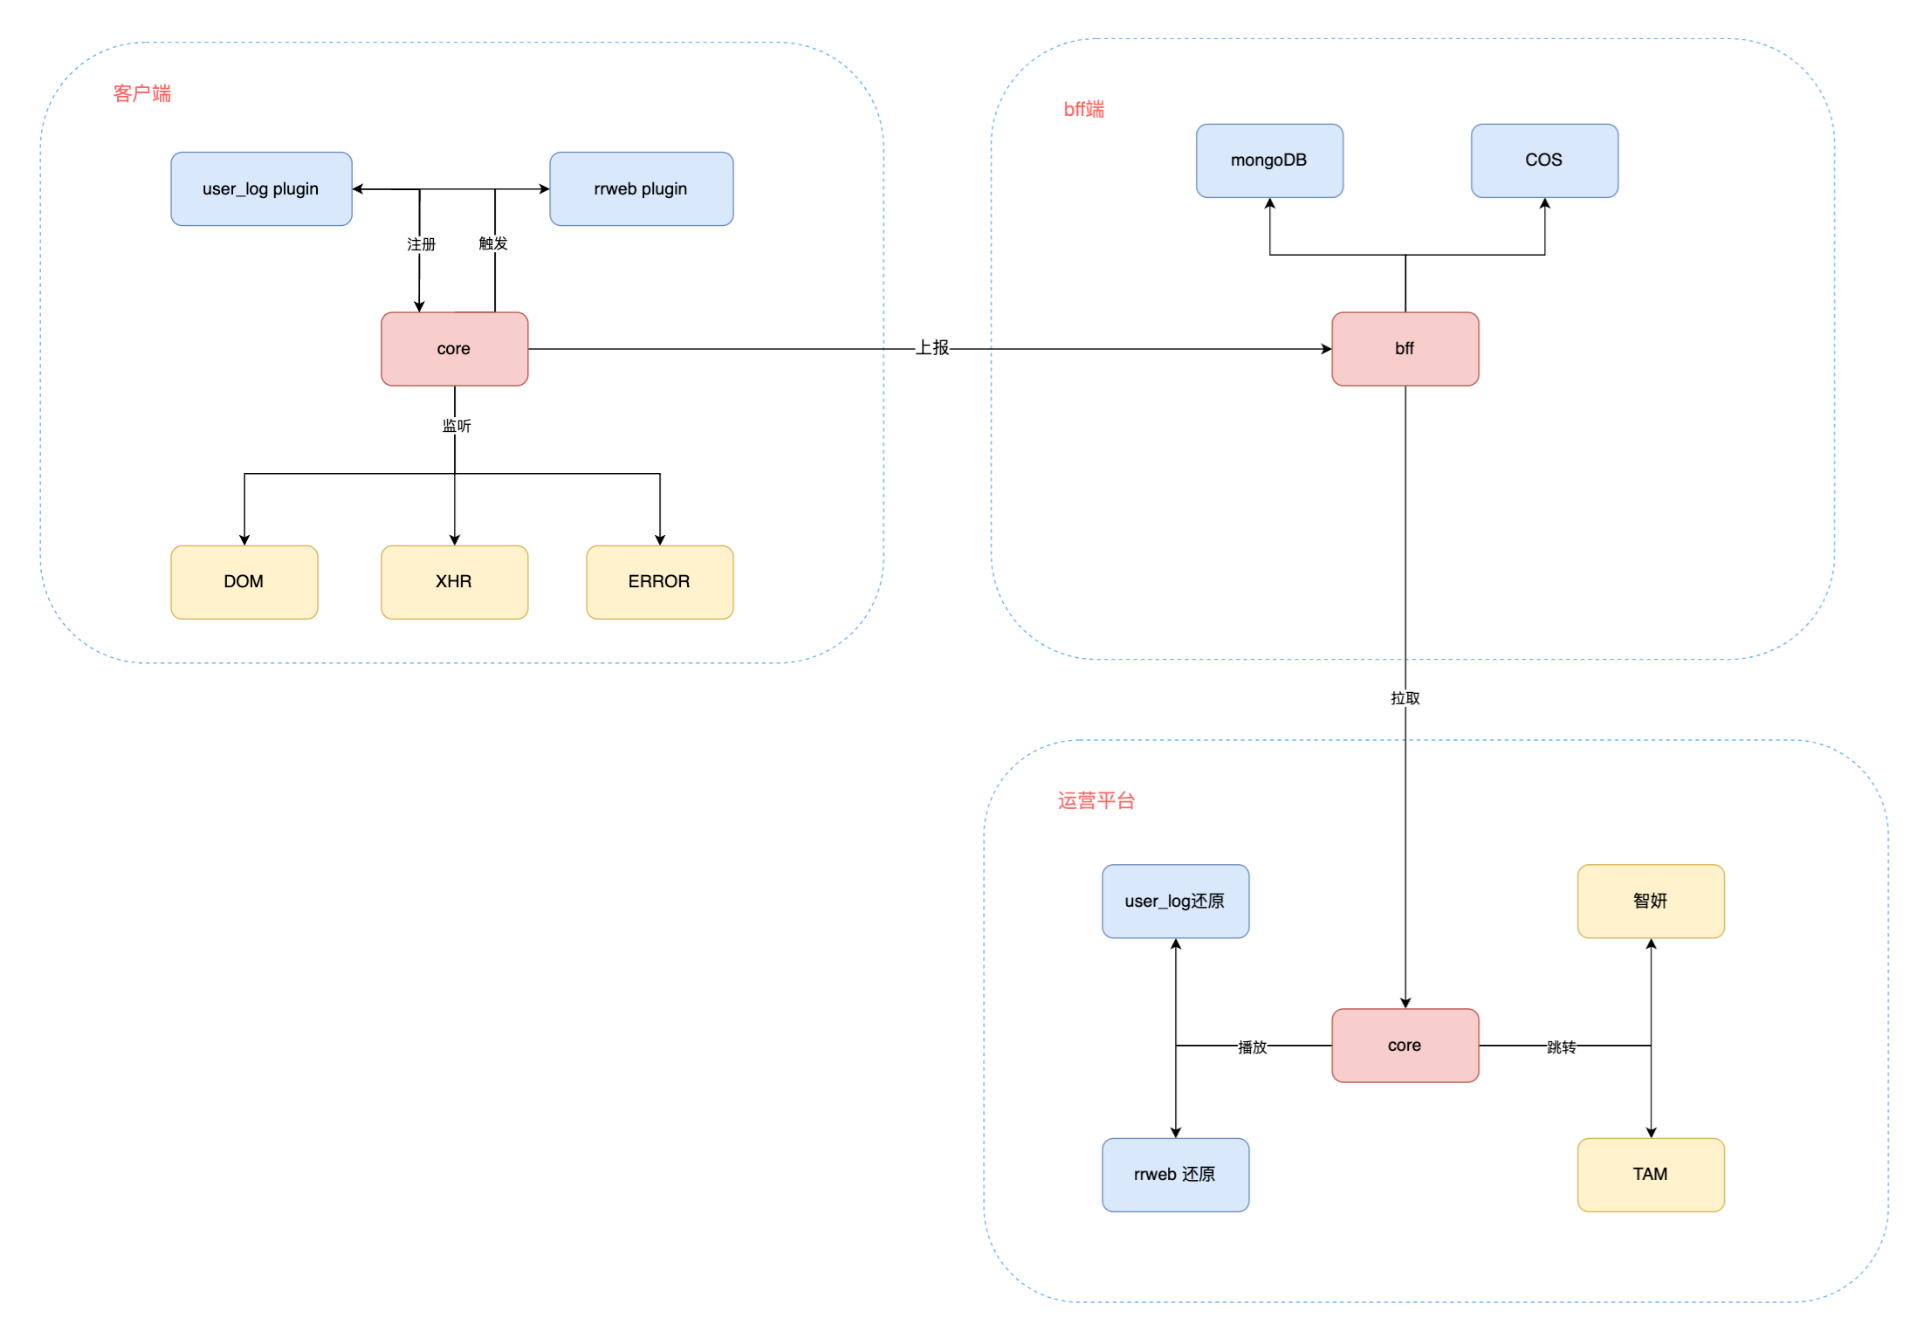 客户端
user_log plugin
rrweb plugin
注册
触发
core
监听
DOM
XHR
ERROR
上报
bff端
mongoDB
COS
bff
拉取
运营平台
user_log还原
智妍
播放
core
跳转
rrweb 还原
TAM